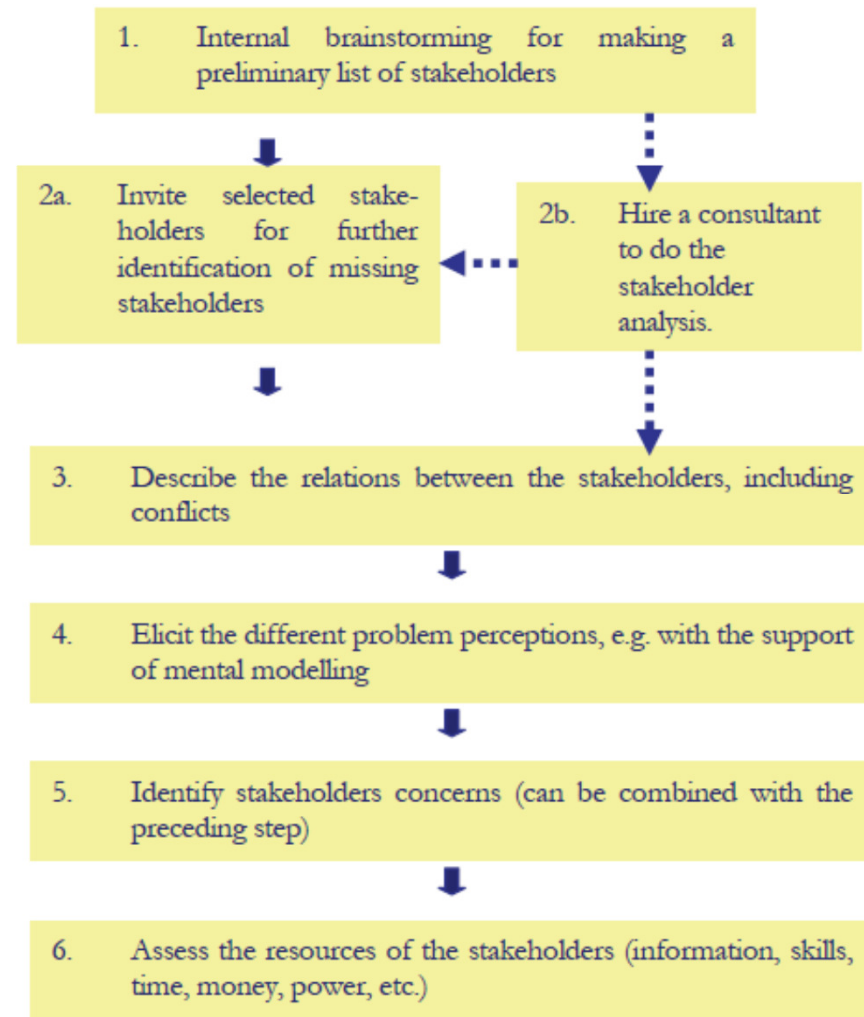 1. Internal brainstorming for making a
preliminary list of stakeholders
2a. Invite selected stake-
holders for further
identification of missing
stakeholders
2b. Hire a consultant
to do the
stakeholder
analysis.
3. Describe the relations between the stakeholders, including
conflicts
4. Elicit the different problem perceptions, e.g. with the support
of mental modelling
5. Identify stakeholders concerns (can be combined with the
preceding step)
6. Assess the resources of the stakeholders (information, skills,
time, money, power, etc.)